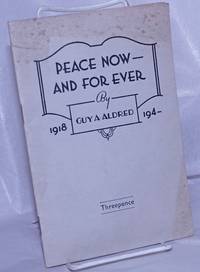 PEACE NOW—
AND FOR EVER
By
GUY A ALDRED
1918 194-
Threepence